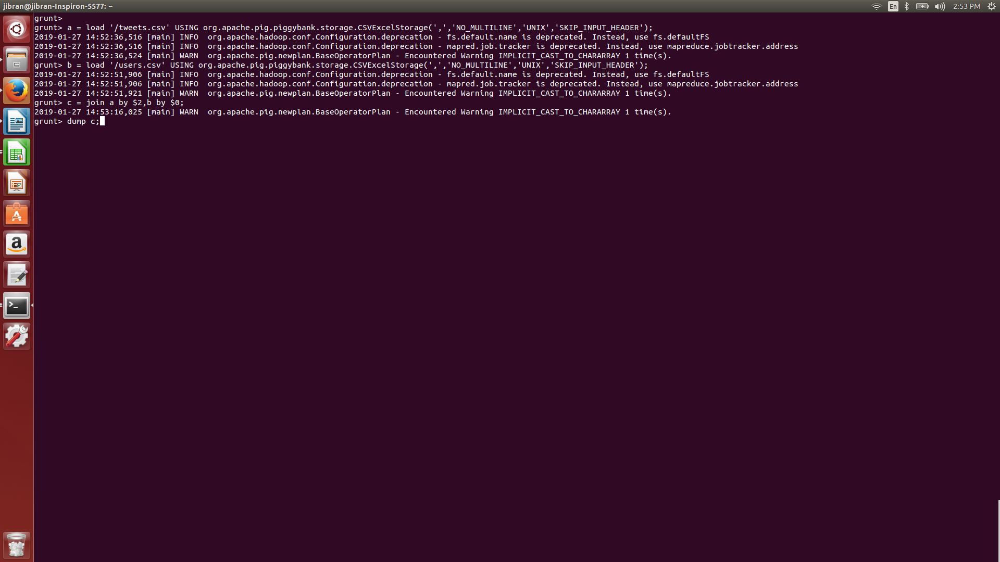 jibran@jibran-Inspiron-5577: ~
En
2:53 PM
grunt>
grunt> a = load '/tweets.csv' USING org.apache.pig.piggybank.storage.CSVExcelStorage(',','NO_MULTILINE','UNIX','SKIP_INPUT_HEADER');
2019-01-27 14:52:36,516 [main] INFO  org.apache.hadoop.conf.Configuration.deprecation - fs.default.name is deprecated. Instead, use fs.defaultFS
2019-01-27 14:52:36,516 [main] INFO  org.apache.hadoop.conf.Configuration.deprecation - mapred.job.tracker is deprecated. Instead, use mapreduce.jobtracker.address
2019-01-27 14:52:36,524 [main] WARN  org.apache.pig.newplan.BaseOperatorPlan - Encountered Warning IMPLICIT_CAST_TO_CHARARRAY 1 time(s).
grunt> b = load '/users.csv' USING org.apache.pig.piggybank.storage.CSVExcelStorage(',','NO_MULTILINE','UNIX','SKIP_INPUT_HEADER');
2019-01-27 14:52:51,906 [main] INFO  org.apache.hadoop.conf.Configuration.deprecation - fs.default.name is deprecated. Instead, use fs.defaultFS
2019-01-27 14:52:51,906 [main] INFO  org.apache.hadoop.conf.Configuration.deprecation - mapred.job.tracker is deprecated. Instead, use mapreduce.jobtracker.address
2019-01-27 14:52:51,921 [main] WARN  org.apache.pig.newplan.BaseOperatorPlan - Encountered Warning IMPLICIT_CAST_TO_CHARARRAY 1 time(s).
grunt> c = join a by $2,b by $0;
2019-01-27 14:53:16,025 [main] WARN  org.apache.pig.newplan.BaseOperatorPlan - Encountered Warning IMPLICIT_CAST_TO_CHARARRAY 1 time(s).
grunt> dump c;